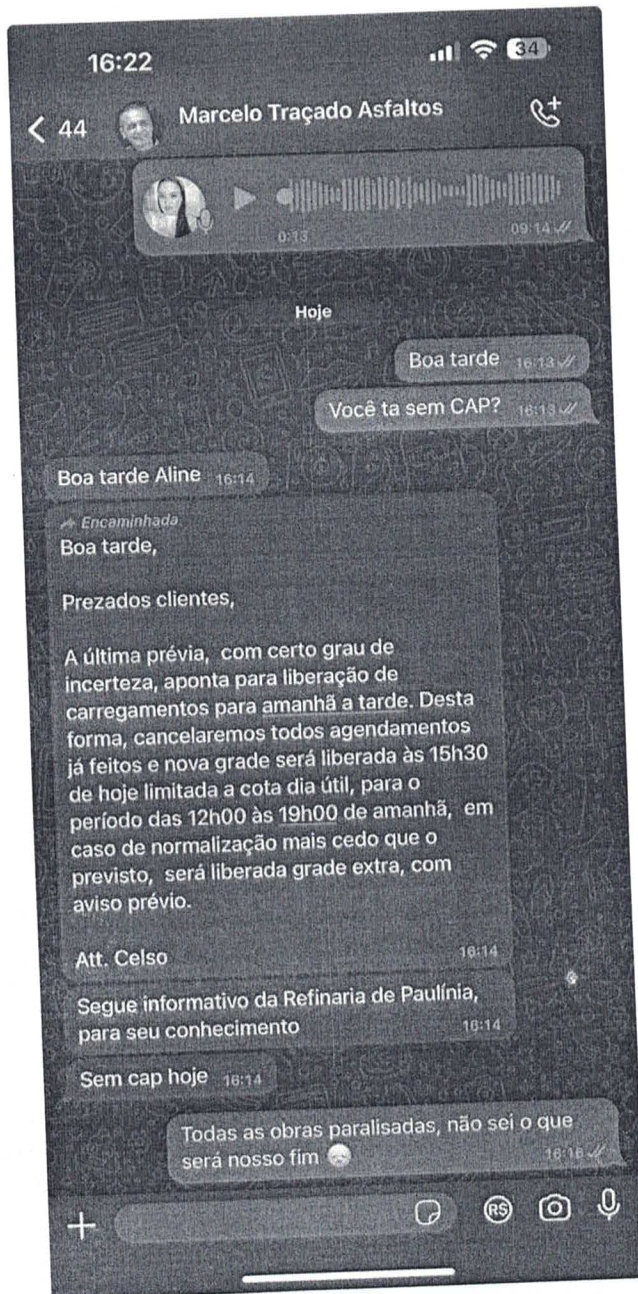 16:22
34
44
Marcelo Traçado Asfaltos
0:13
09:14
Hoje
Boa tarde 16:13
Você ta sem CAP? 16:13
Boa tarde Aline 16:14
Encaminhada
Boa tarde,
Prezados clientes,
A última prévia, com certo grau de
incerteza, aponta para liberação de
carregamentos para amanhã a tarde. Desta
forma, cancelaremos todos agendamentos
já feitos e nova grade será liberada às 15h30
de hoje limitada a cota dia útil, para o
período das 12h00 às 19h00 de amanhã, em
caso de normalização mais cedo que o
previsto, será liberada grade extra, com
aviso prévio.
Att. Celso 16:14
Segue informativo da Refinaria de Paulínia,
para seu conhecimento 16:14
Sem cap hoje 16:14
Todas as obras paralisadas, não sei o que
será nosso fim 😞 16:16
R$